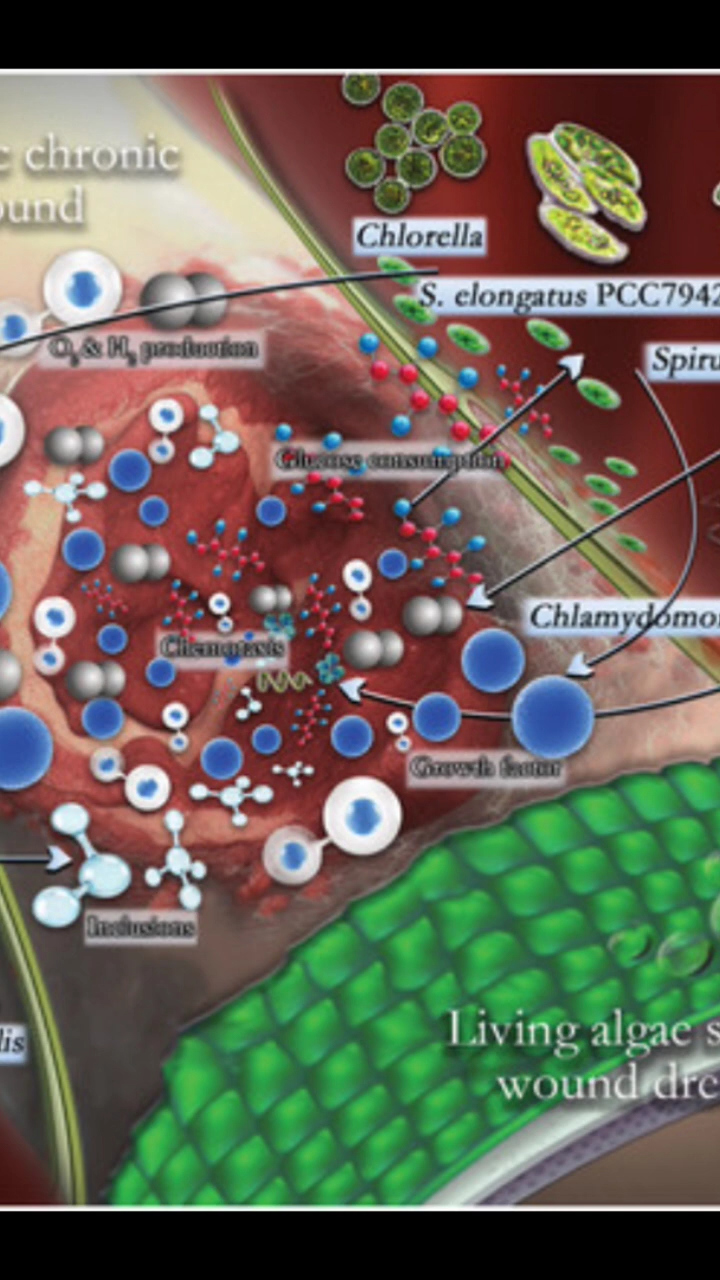 c chronic
ound
Chlorella
S. elongatus PCC7942
O₂ & H₂ production
Spiru
Glucose consumption
Chlamydomo
Chemotaxis
Growth factor
Inclusions
lis
Living algae s
wound dre